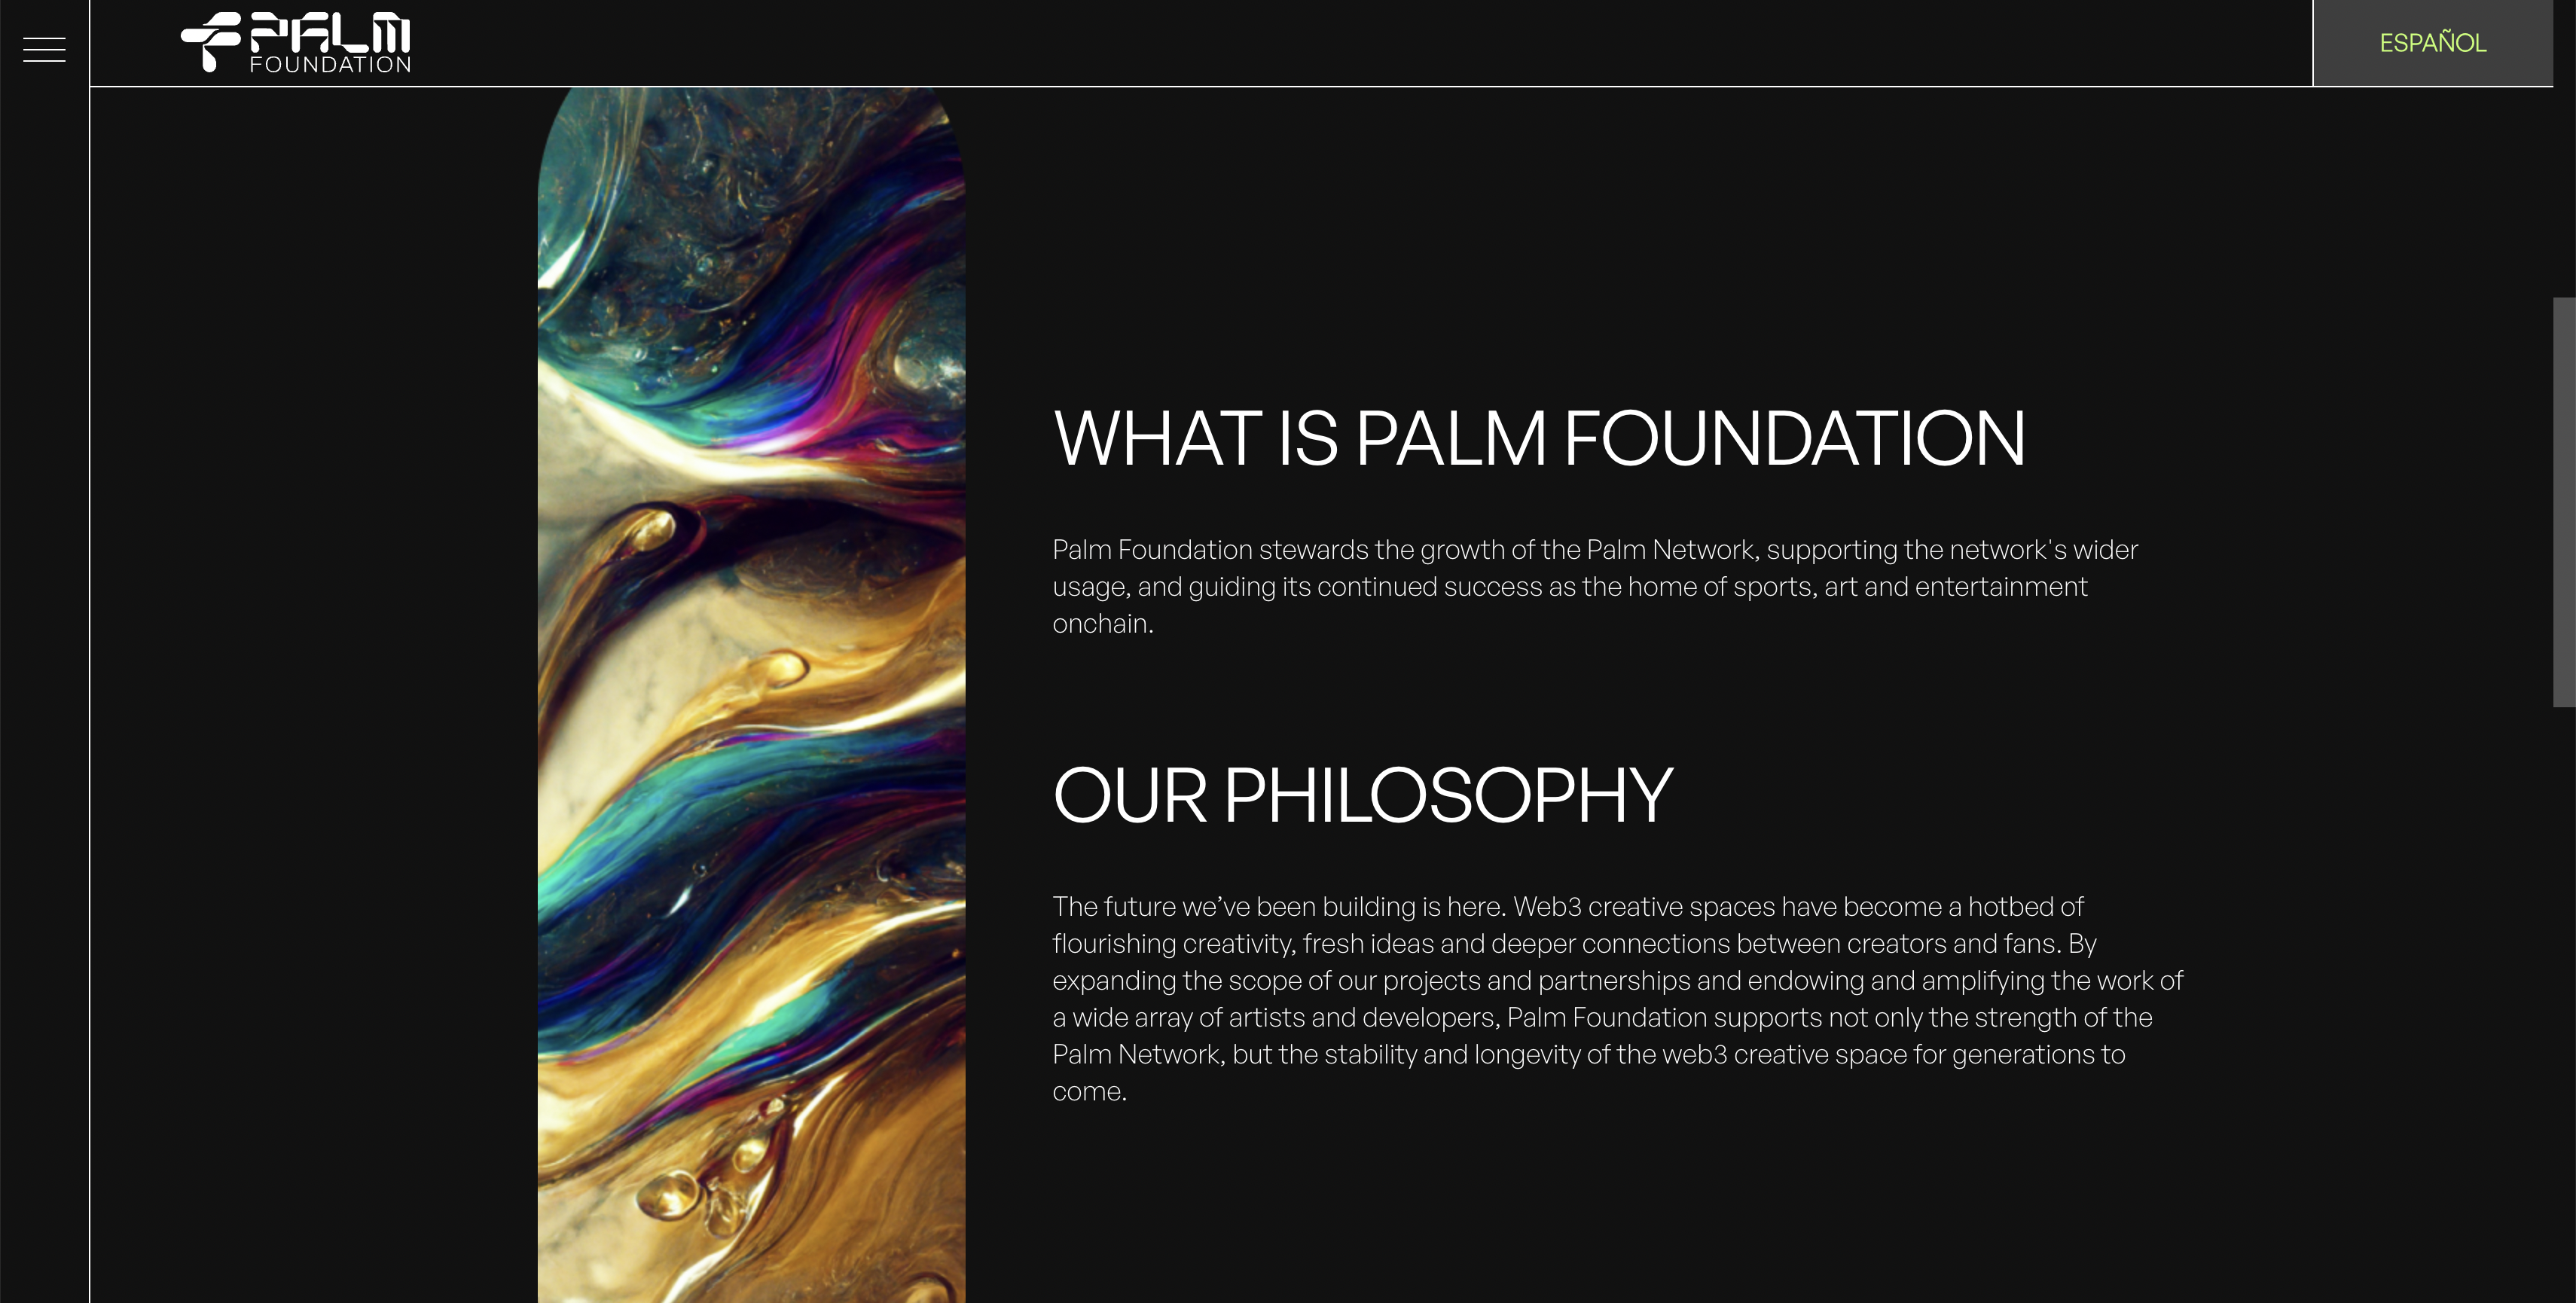 PALM
FOUNDATION
ESPAÑOL
WHAT IS PALM FOUNDATION
Palm Foundation stewards the growth of the Palm Network, supporting the network's wider
usage, and guiding its continued success as the home of sports, art and entertainment
onchain.
OUR PHILOSOPHY
The future we’ve been building is here. Web3 creative spaces have become a hotbed of
flourishing creativity, fresh ideas and deeper connections between creators and fans. By
expanding the scope of our projects and partnerships and endowing and amplifying the work of
a wide array of artists and developers, Palm Foundation supports not only the strength of the
Palm Network, but the stability and longevity of the web3 creative space for generations to
come.